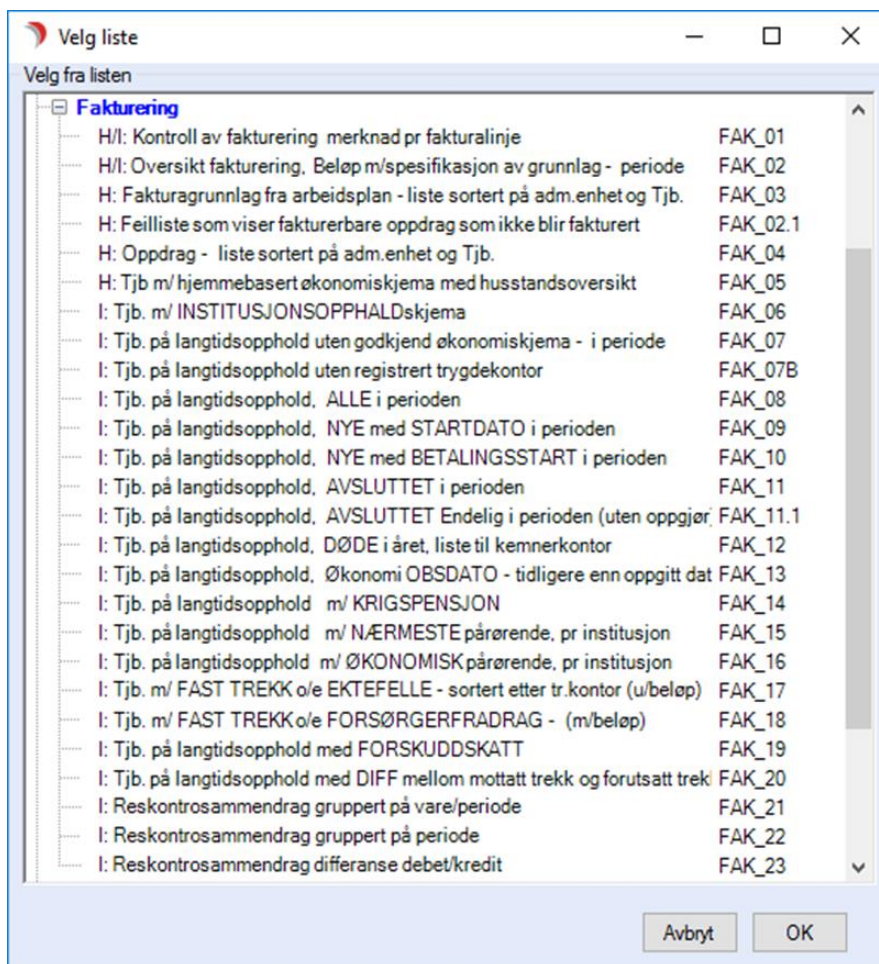 Velg liste
Velg fra listen
Fakturering
H/I: Kontroll av fakturering merknad pr fakturalinje FAK_01
H/I: Oversikt fakturering, Beløp m/spesifikasjon av grunnlag - periode FAK_02
H: Fakturagrunnlag fra arbeidsplan - liste sortert på adm.enhet og Tjb. FAK_03
H: Feilliste som viser fakturerbare oppdrag som ikke blir fakturert FAK_02.1
H: Oppdrag - liste sortert på adm.enhet og Tjb. FAK_04
H: Tjb m/ hjemmebasert økonomiskjema med husstandsoversikt FAK_05
I: Tjb. m/ INSTITUSJONSOPPHALDskjema FAK_06
I: Tjb. på langtidsopphold uten godkjend økonomiskjema - i periode FAK_07
I: Tjb. på langtidsopphold uten registrert trygdekontor FAK_07B
I: Tjb. på langtidsopphold, ALLE i perioden FAK_08
I: Tjb. på langtidsopphold, NYE med STARTDATO i perioden FAK_09
I: Tjb. på langtidsopphold, NYE med BETALINGSSTART i perioden FAK_10
I: Tjb. på langtidsopphold, AVSLUTTET i perioden FAK_11
I: Tjb. på langtidsopphold, AVSLUTTET Endelig i perioden (uten oppgjør) FAK_11.1
I: Tjb. på langtidsopphold, DØDE i året, liste til kemnerkontor FAK_12
I: Tjb. på langtidsopphold, Økonomi OBSDATO - tidligere enn oppgitt dat FAK_13
I: Tjb. på langtidsopphold m/ KRIGSPENSJON FAK_14
I: Tjb. på langtidsopphold m/ NÆRMESTE pårørende, pr institusjon FAK_15
I: Tjb. på langtidsopphold m/ ØKONOMISK pårørende, pr institusjon FAK_16
I: Tjb. m/ FAST TREKK o/e EKTEFELLE - sortert etter tr.kontor (u/beløp) FAK_17
I: Tjb. m/ FAST TREKK o/e FORSØRGERFRADRAG - (m/beløp) FAK_18
I: Tjb. på langtidsopphold med FORSKUDDSKATT FAK_19
I: Tjb. på langtidsopphold med DIFF mellom mottatt trekk og forutsatt trek FAK_20
I: Reskontrosammendrag gruppert på vare/periode FAK_21
I: Reskontrosammendrag gruppert på periode FAK_22
I: Reskontrosammendrag differanse debet/kredit FAK_23
Avbryt OK